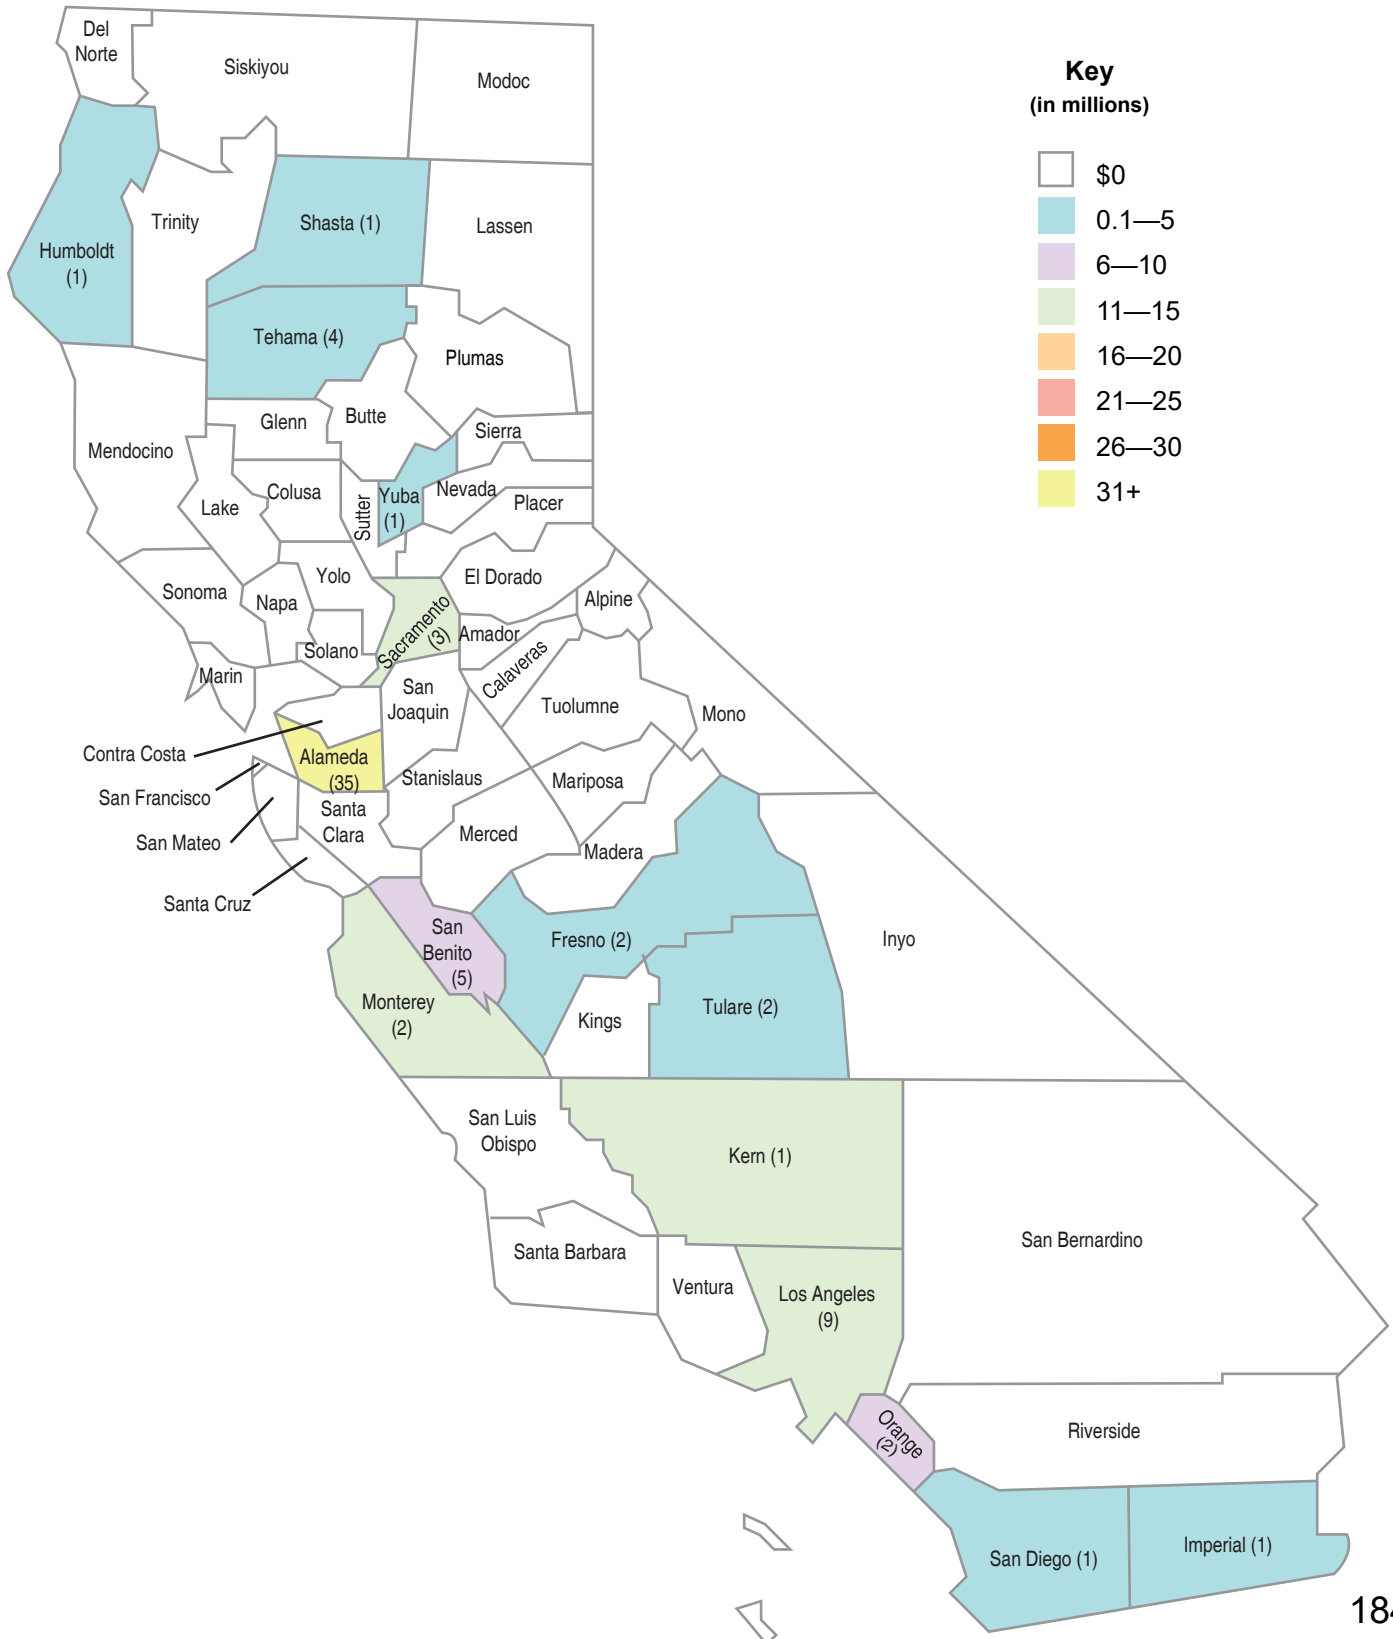 Del
Norte
Siskiyou
Modoc
Key
(in millions)
$0
0.1—5
6—10
11—15
16—20
21—25
26—30
31+
Humboldt
(1)
Trinity
Shasta (1)
Lassen
Tehama (4)
Plumas
Mendocino
Glenn
Butte
Sierra
Lake
Colusa
Sutter
Yuba
(1)
Nevada
Placer
Sonoma
Napa
Yolo
Solano
Sacramento
(3)
El Dorado
Alpine
Amador
Calaveras
Marin
San
Joaquin
Tuolumne
Mono
Contra Costa
Alameda
(35)
Stanislaus
Mariposa
San Francisco
Santa
Clara
Merced
Madera
San Mateo
Santa Cruz
San
Benito
(5)
Fresno (2)
Inyo
Monterey
(2)
Kings
Tulare (2)
San Luis
Obispo
Kern (1)
Santa Barbara
Ventura
Los Angeles
(9)
San Bernardino
Orange
(2)
Riverside
San Diego (1)
Imperial (1)
184